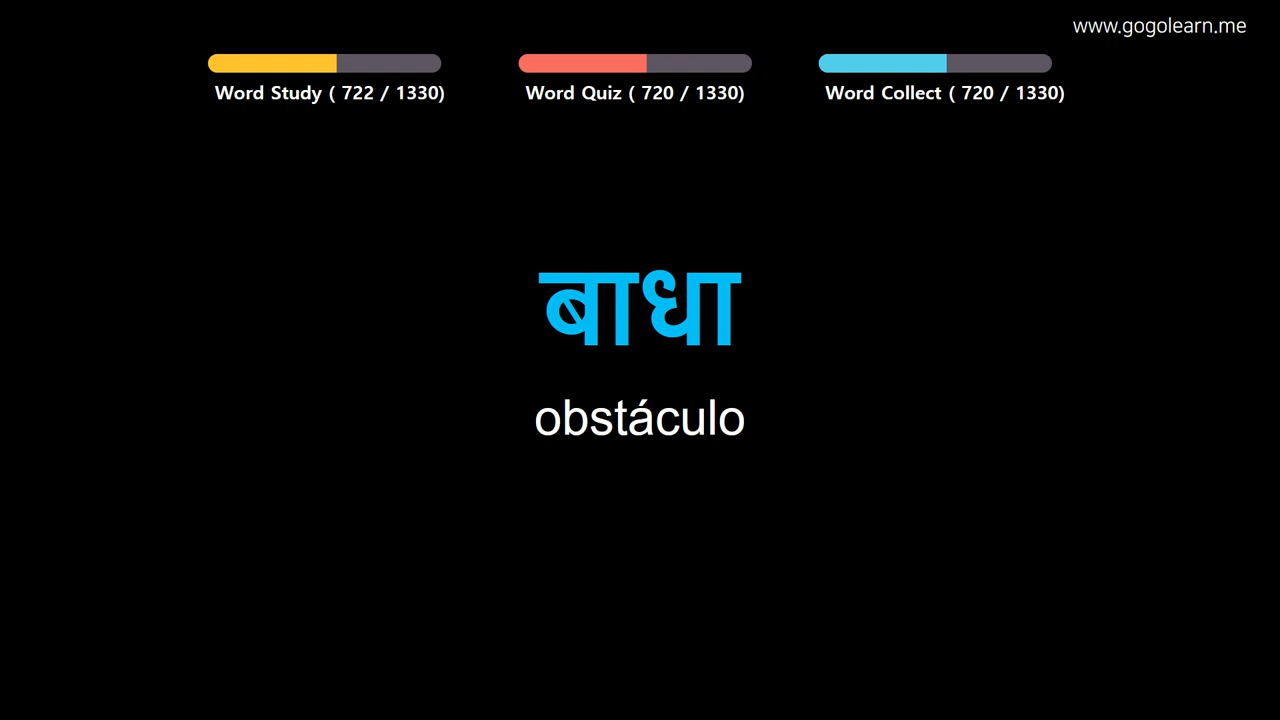 www.gogolearn.me
Word Study ( 722 / 1330)
Word Quiz ( 720 / 1330)
Word Collect ( 720 / 1330)
बाधा
obstáculo